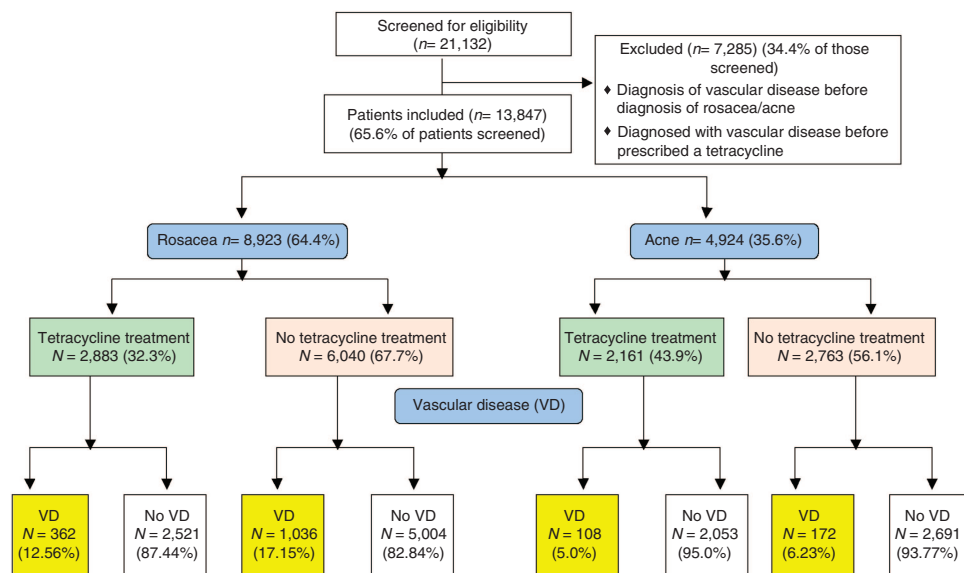 Screened for eligibility
(n= 21,132)
Excluded (n= 7,285) (34.4% of those
screened)
♦ Diagnosis of vascular disease before
diagnosis of rosacea/acne
♦ Diagnosed with vascular disease before
prescribed a tetracycline
Patients included (n= 13,847)
(65.6% of patients screened)
Rosacea n= 8,923 (64.4%)
Acne n= 4,924 (35.6%)
Tetracycline treatment
N = 2,883 (32.3%)
No tetracycline treatment
N = 6,040 (67.7%)
Tetracycline treatment
N = 2,161 (43.9%)
No tetracycline treatment
N = 2,763 (56.1%)
Vascular disease (VD)
VD
N = 362
(12.56%)
No VD
N = 2,521
(87.44%)
VD
N = 1,036
(17.15%)
No VD
N = 5,004
(82.84%)
VD
N = 108
(5.0%)
No VD
N = 2,053
(95.0%)
VD
N = 172
(6.23%)
No VD
N = 2,691
(93.77%)